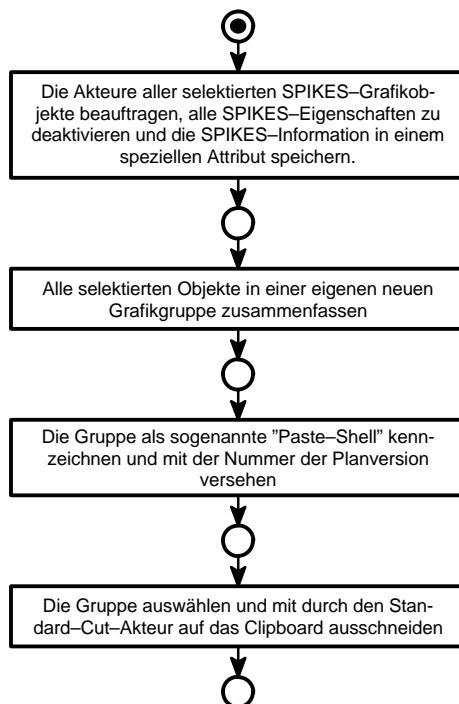 Die Akteure aller selektierten SPIKES–Grafikob-
jekte beauftragen, alle SPIKES–Eigenschaften zu
deaktivieren und die SPIKES–Information in einem
speziellen Attribut speichern.
Alle selektierten Objekte in einer eigenen neuen
Grafikgruppe zusammenfassen
Die Gruppe als sogenannte ”Paste–Shell” kenn-
zeichnen und mit der Nummer der Planversion
versehen
Die Gruppe auswählen und mit durch den Stan-
dard–Cut–Akteur auf das Clipboard ausschneiden